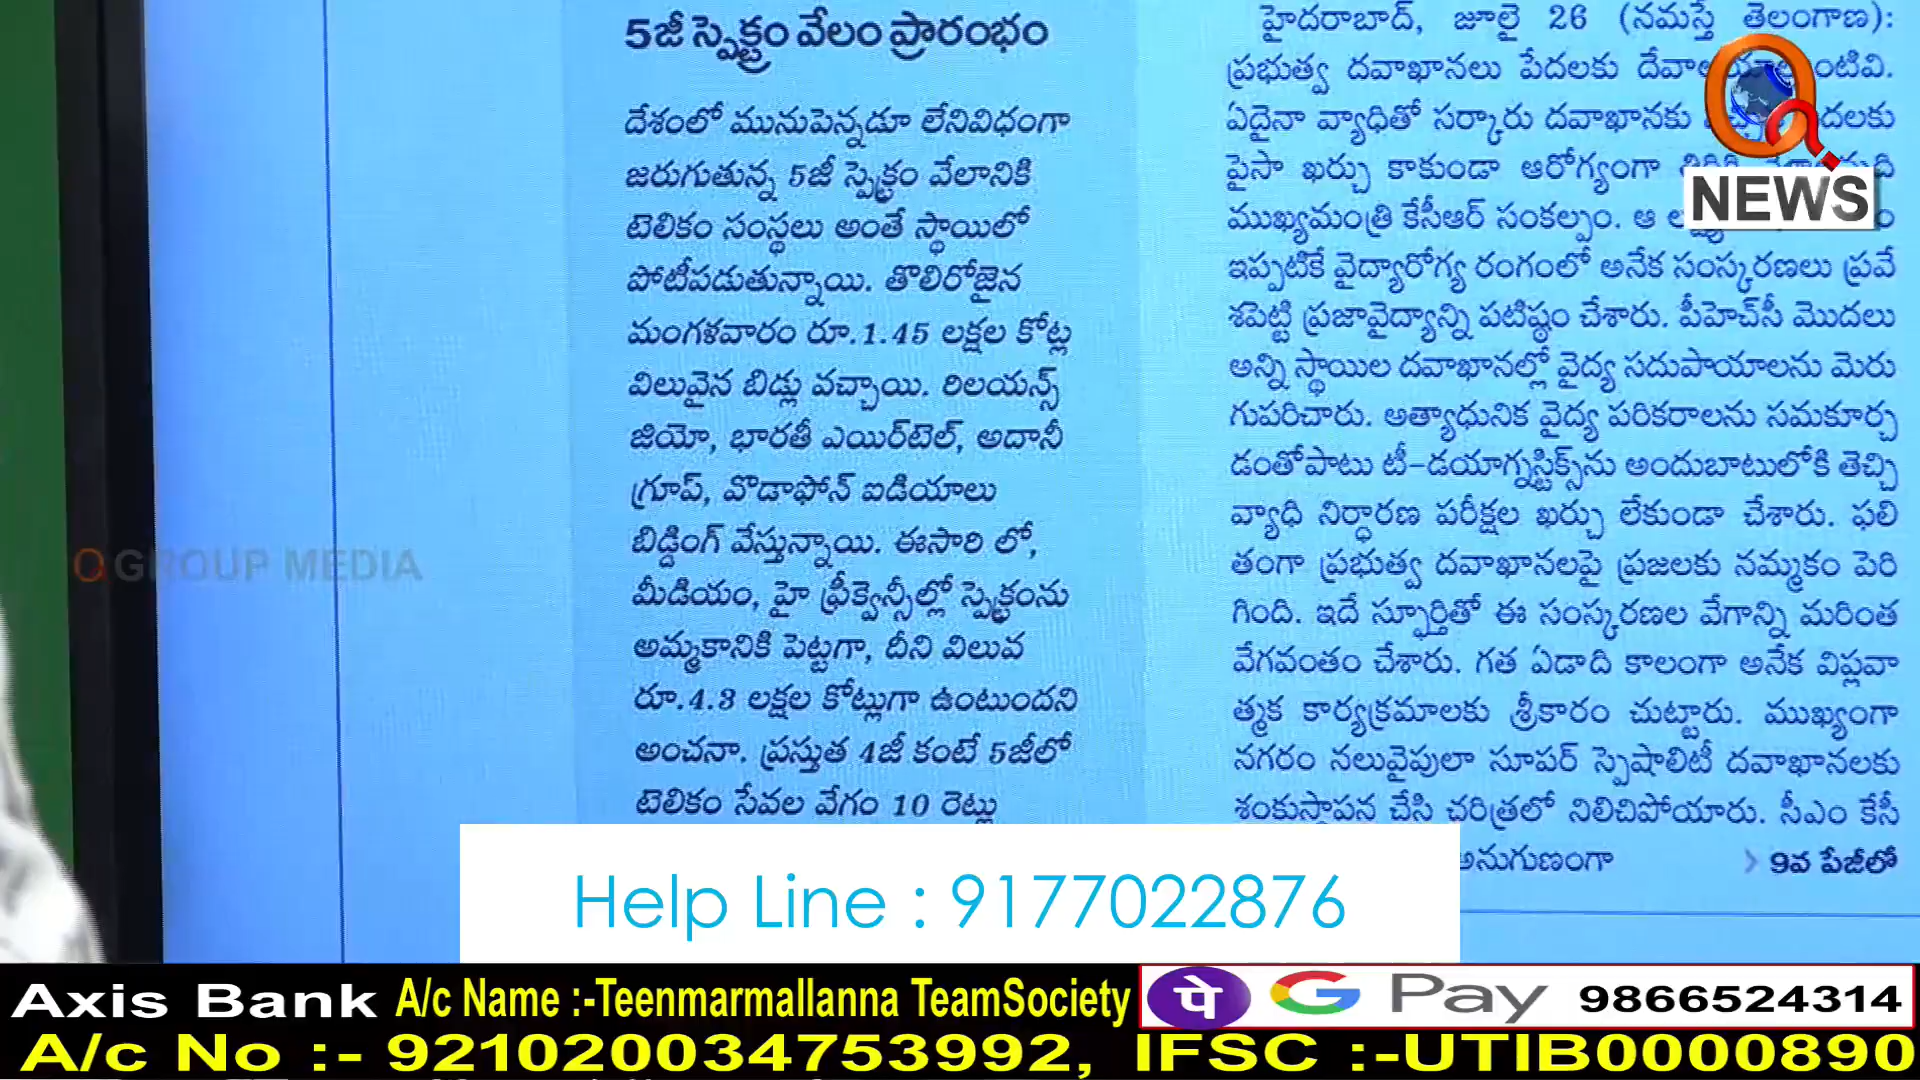 5జీ స్పెక్ట్రం వేలం ప్రారంభం
దేశంలో మునుపెన్నడూ లేనివిధంగా
జరుగుతున్న 5జీ స్పెక్ట్రం వేలానికి
టెలికం సంస్థలు అంతే స్థాయిలో
పోటీపడుతున్నాయి. తొలిరోజైన
మంగళవారం రూ.1.45 లక్షల కోట్ల
విలువైన బిడ్లు వచ్చాయి. రిలయన్స్
జియో, భారతీ ఎయిర్‌టెల్, అదానీ
గ్రూప్, వొడాఫోన్ ఐడియాలు
బిడ్డింగ్ వేస్తున్నాయి. ఈసారి లో,
మీడియం, హై ఫ్రీక్వెన్సీల్లో స్పెక్ట్రంను
అమ్మకానికి పెట్టగా, దీని విలువ
రూ.4.3 లక్షల కోట్లుగా ఉంటుందని
అంచనా. ప్రస్తుత 4జీ కంటే 5జీలో
టెలికం సేవల వేగం 10 రెట్లు
హైదరాబాద్, జూలై 26 (నమస్తే తెలంగాణ):
ప్రభుత్వ దవాఖానలు పేదలకు
ఏదైనా వ్యాధితో సర్కారు దవాఖానకు
పైసా ఖర్చు కాకుండా ఆరోగ్యంగా
ముఖ్యమంత్రి కేసీఆర్ సంకల్పం. ఆ
ఇప్పటికే వైద్యారోగ్య రంగంలో అనేక సంస్కరణలు ప్రవే
శపెట్టి ప్రజావైద్యాన్ని పటిష్ఠం చేశారు. పీహెచ్‌సీ మొదలు
అన్ని స్థాయిల దవాఖానల్లో వైద్య సదుపాయాలను మెరు
గుపరిచారు. అత్యాధునిక వైద్య పరికరాలను సమకూర్చ
డంతోపాటు టీ-డయాగ్నస్టిక్స్‌ను అందుబాటులోకి తెచ్చి
వ్యాధి నిర్ధారణ పరీక్షల ఖర్చు లేకుండా చేశారు. ఫలి
తంగా ప్రభుత్వ దవాఖానలపై ప్రజలకు నమ్మకం పెరి
గింది. ఇదే స్ఫూర్తితో ఈ సంస్కరణల వేగాన్ని మరింత
వేగవంతం చేశారు. గత ఏడాది కాలంగా అనేక విప్లవా
త్మక కార్యక్రమాలకు శ్రీకారం చుట్టారు. ముఖ్యంగా
నగరం నలువైపులా సూపర్ స్పెషాలిటీ దవాఖానలకు
శంకుస్థాపన చేసి చరిత్రలో నిలిచిపోయారు. సీఎం కేసీ
అనుగుణంగా > 9వ పేజీలో
NEWS
Q GROUP MEDIA
Help Line : 9177022876
Axis Bank A/c Name :-Teenmarmallanna TeamSociety పే G Pay 9866524314
A/c No :- 921020034753992, IFSC :-UTIB0000890